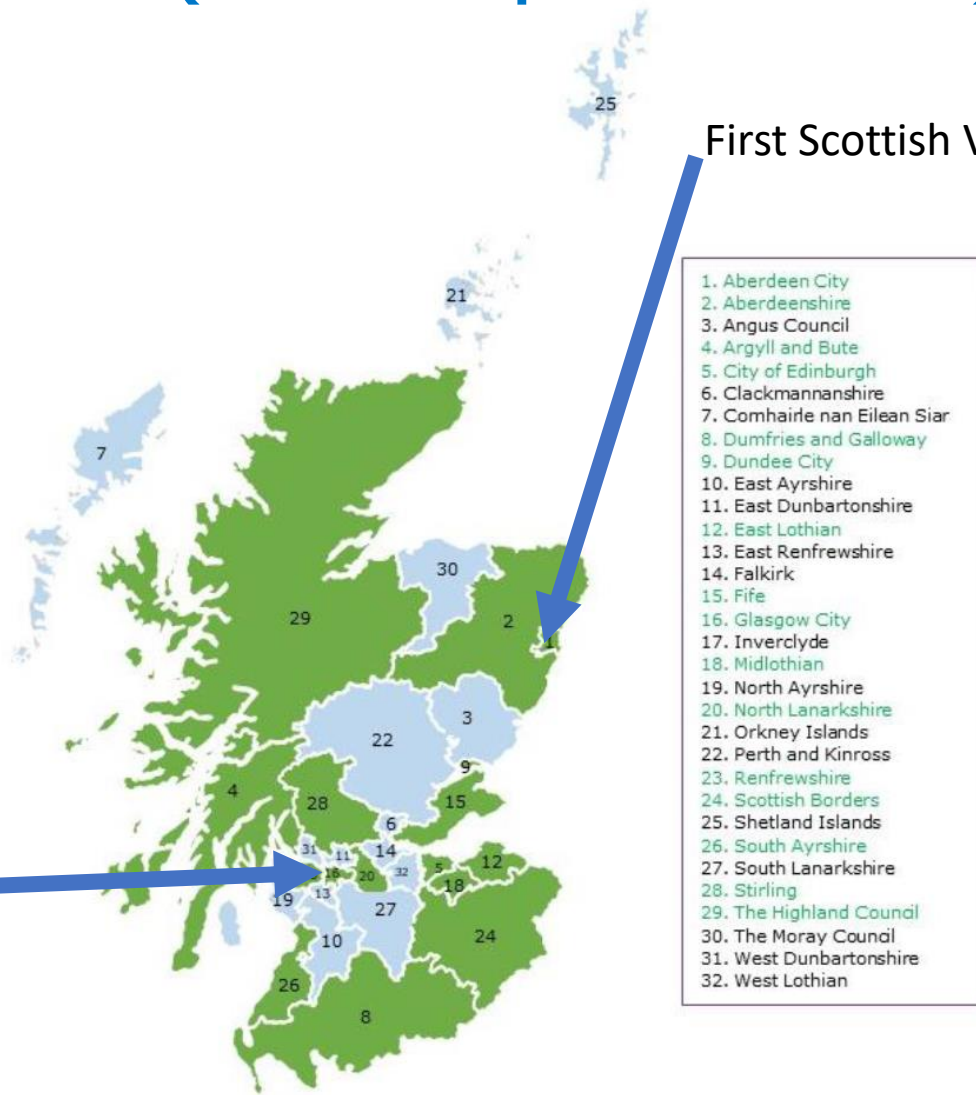 First Scottish
25
21
7
30
29
2
1
3
22
9
4
28
15
6
31
11
14
16
20
32
5
12
18
13
19
27
10
24
26
8
1. Aberdeen City
2. Aberdeenshire
3. Angus Council
4. Argyll and Bute
5. City of Edinburgh
6. Clackmannanshire
7. Comhairle nan Eilean Siar
8. Dumfries and Galloway
9. Dundee City
10. East Ayrshire
11. East Dunbartonshire
12. East Lothian
13. East Renfrewshire
14. Falkirk
15. Fife
16. Glasgow City
17. Inverclyde
18. Midlothian
19. North Ayrshire
20. North Lanarkshire
21. Orkney Islands
22. Perth and Kinross
23. Renfrewshire
24. Scottish Borders
25. Shetland Islands
26. South Ayrshire
27. South Lanarkshire
28. Stirling
29. The Highland Council
30. The Moray Council
31. West Dunbartonshire
32. West Lothian